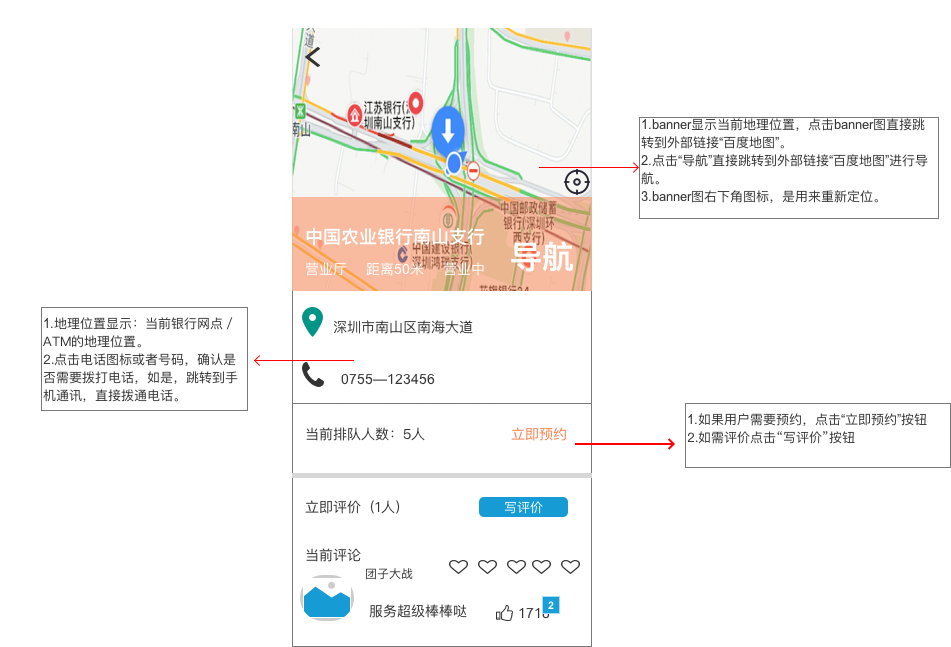 道
江苏银行(深
圳南山支行)
南山
1.banner显示当前地理位置，点击banner图直接跳
转到外部链接“百度地图”。
2.点击“导航”直接跳转到外部链接“百度地图”进行导
航。
3.banner图右下角图标，是用来重新定位。
中国邮政储蓄
银行(深圳环
西支行)
中国农业银行南山支行
导航
中国建设银行(
深圳鸿瑞支行)
营业厅 距离50米 营业中
1.地理位置显示：当前银行网点 /
ATM的地理位置。
2.点击电话图标或者号码，确认是
否需要拨打电话，如是，跳转到手
机通讯，直接拨通电话。
深圳市南山区南海大道
0755—123456
当前排队人数：5人
立即预约
1.如果用户需要预约，点击“立即预约”按钮
2.如需评价点击“写评价”按钮
立即评价（1人）
写评价
当前评论
团子大战
服务超级棒棒哒
171
2